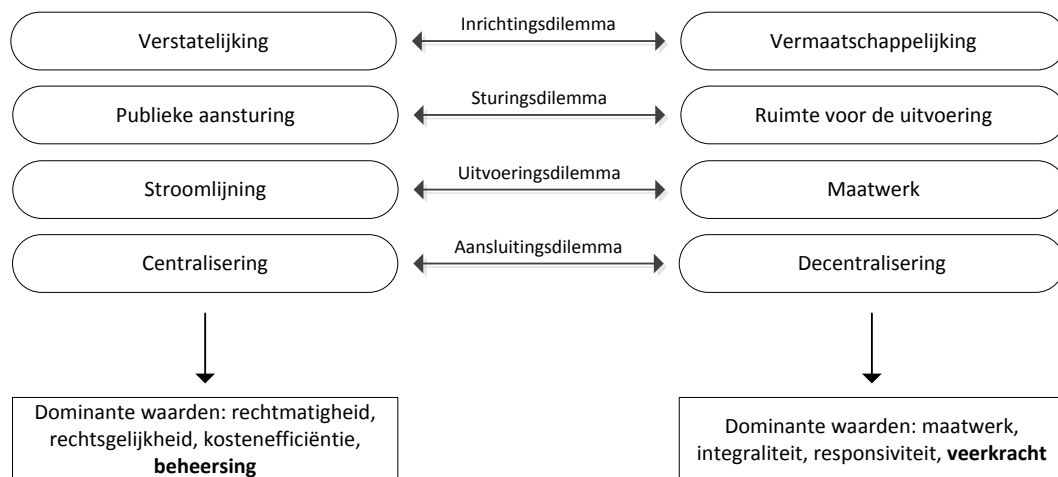 Verstatelijking
Inrichtingsdilemma
Vermaatschappelijking
Publieke aansturing
Sturingsdilemma
Ruimte voor de uitvoering
Stroomlijning
Uitvoeringsdilemma
Maatwerk
Centralisering
Aansluitingsdilemma
Decentralisering
Dominante waarden: rechtmatigheid,
rechtsgelijkheid, kostenefficiëntie,
beheersing
Dominante waarden: maatwerk,
integraliteit, responsiviteit, veerkracht